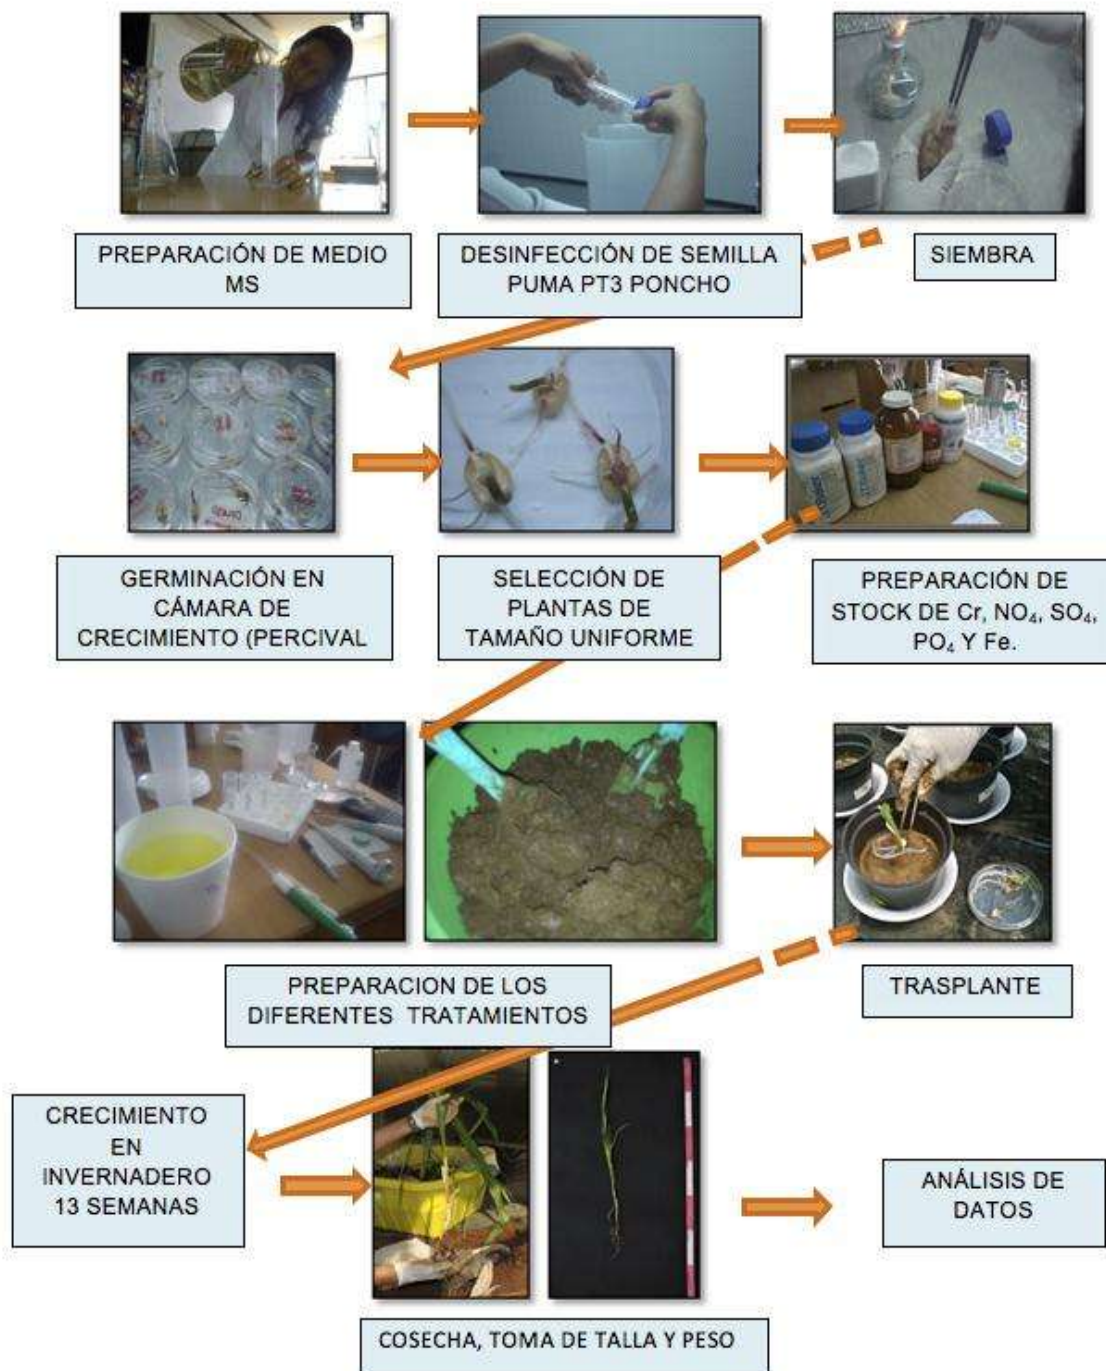 PREPARACIÓN DE MEDIO
MS
DESINFECCIÓN DE SEMILLA
PUMA PT3 PONCHO
SIEMBRA
GERMINACIÓN EN
CÁMARA DE
CRECIMIENTO (PERCIVAL
SELECCIÓN DE
PLANTAS DE
TAMAÑO UNIFORME
PREPARACIÓN DE
STOCK DE Cr, NO₄, SO₄,
PO₄ Y Fe.
PREPARACION DE LOS
DIFERENTES TRATAMIENTOS
TRASPLANTE
CRECIMIENTO
EN
INVERNADERO
13 SEMANAS
ANÁLISIS DE
DATOS
COSECHA, TOMA DE TALLA Y PESO